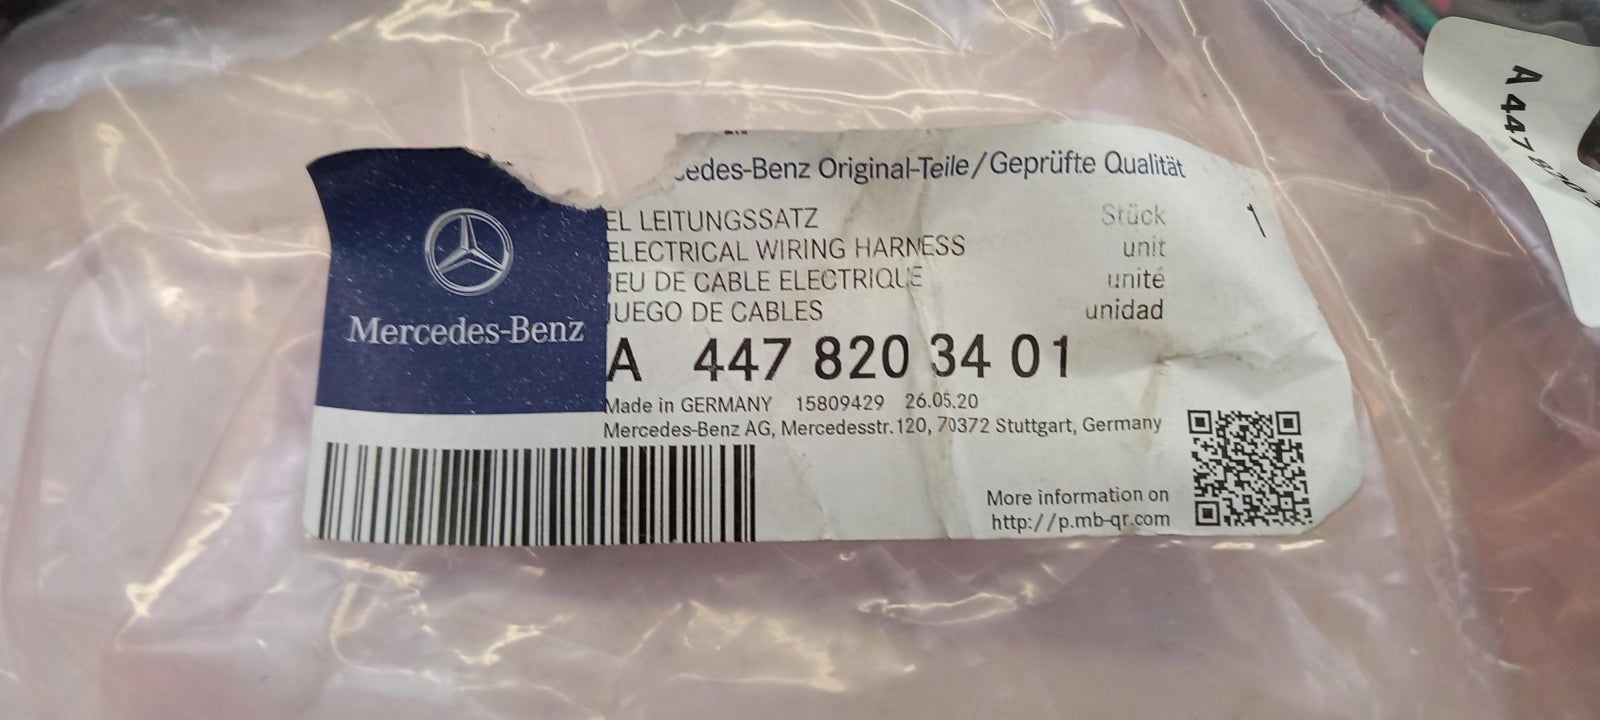 Mercedes-Benz
edes-Benz Original-Teile/Geprüfte Qualität
EL LEITUNGSSATZ Stück 1
ELECTRICAL WIRING HARNESS unit
JEU DE CABLE ELECTRIQUE unité
JUEGO DE CABLES unidad
A 447 820 34 01
Made in GERMANY 15809429 26.05.20
Mercedes-Benz AG, Mercedesstr.120, 70372 Stuttgart, Germany
More information on
http://p.mb-qr.com
A 447 820